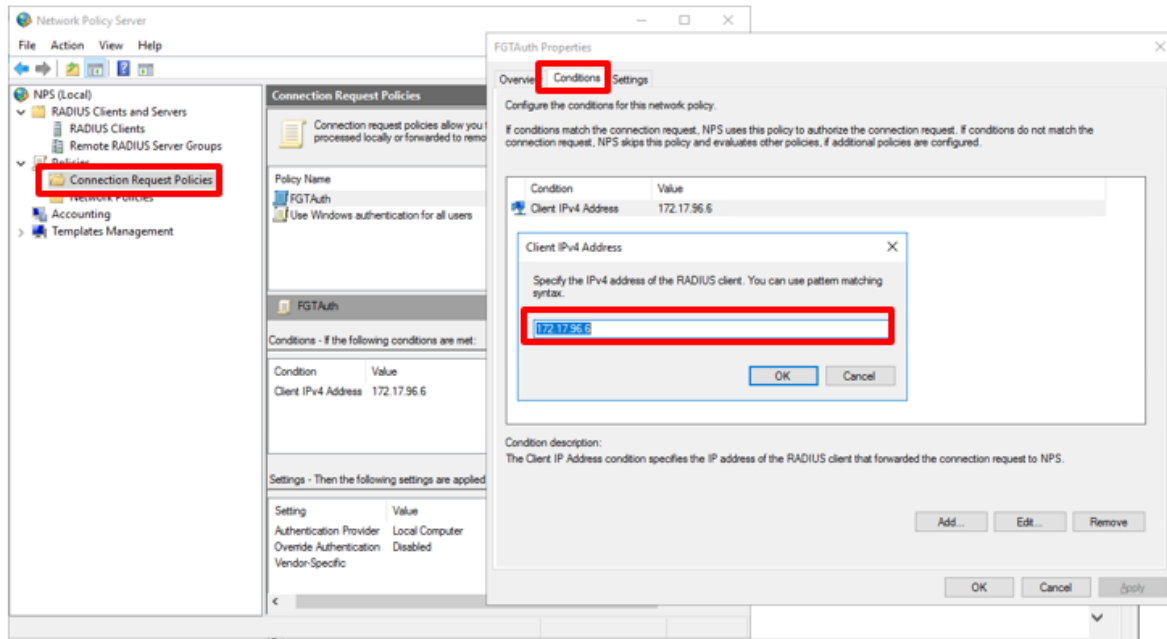 Network Policy Server
File Action View Help
NPS (Local)
RADIUS Clients and Servers
RADIUS Clients
Remote RADIUS Server Groups
Policies
Connection Request Policies
Network Policies
Accounting
Templates Management
Connection Request Policies
Connection request policies allow you
processed locally or forwarded to remo
Policy Name
FGTAuth
Use Windows authentication for all users
FGTAuth
Conditions - If the following conditions are met:
Condition Value
Client IPv4 Address 172.17.96.6
Settings - Then the following settings are applied
Setting Value
Authentication Provider Local Computer
Override Authentication Disabled
Vendor-Specific
FGTAuth Properties
Overview Conditions Settings
Configure the conditions for this network policy.
If conditions match the connection request, NPS uses this policy to authorize the connection request. If conditions do not match the
connection request, NPS skips this policy and evaluates other policies, if additional policies are configured.
Condition Value
Client IPv4 Address 172.17.96.6
Client IPv4 Address
Specify the IPv4 address of the RADIUS client. You can use pattern matching
syntax.
172.17.96.6
OK Cancel
Condition description:
The Client IP Address condition specifies the IP address of the RADIUS client that forwarded the connection request to NPS.
Add... Edit... Remove
OK Cancel Apply